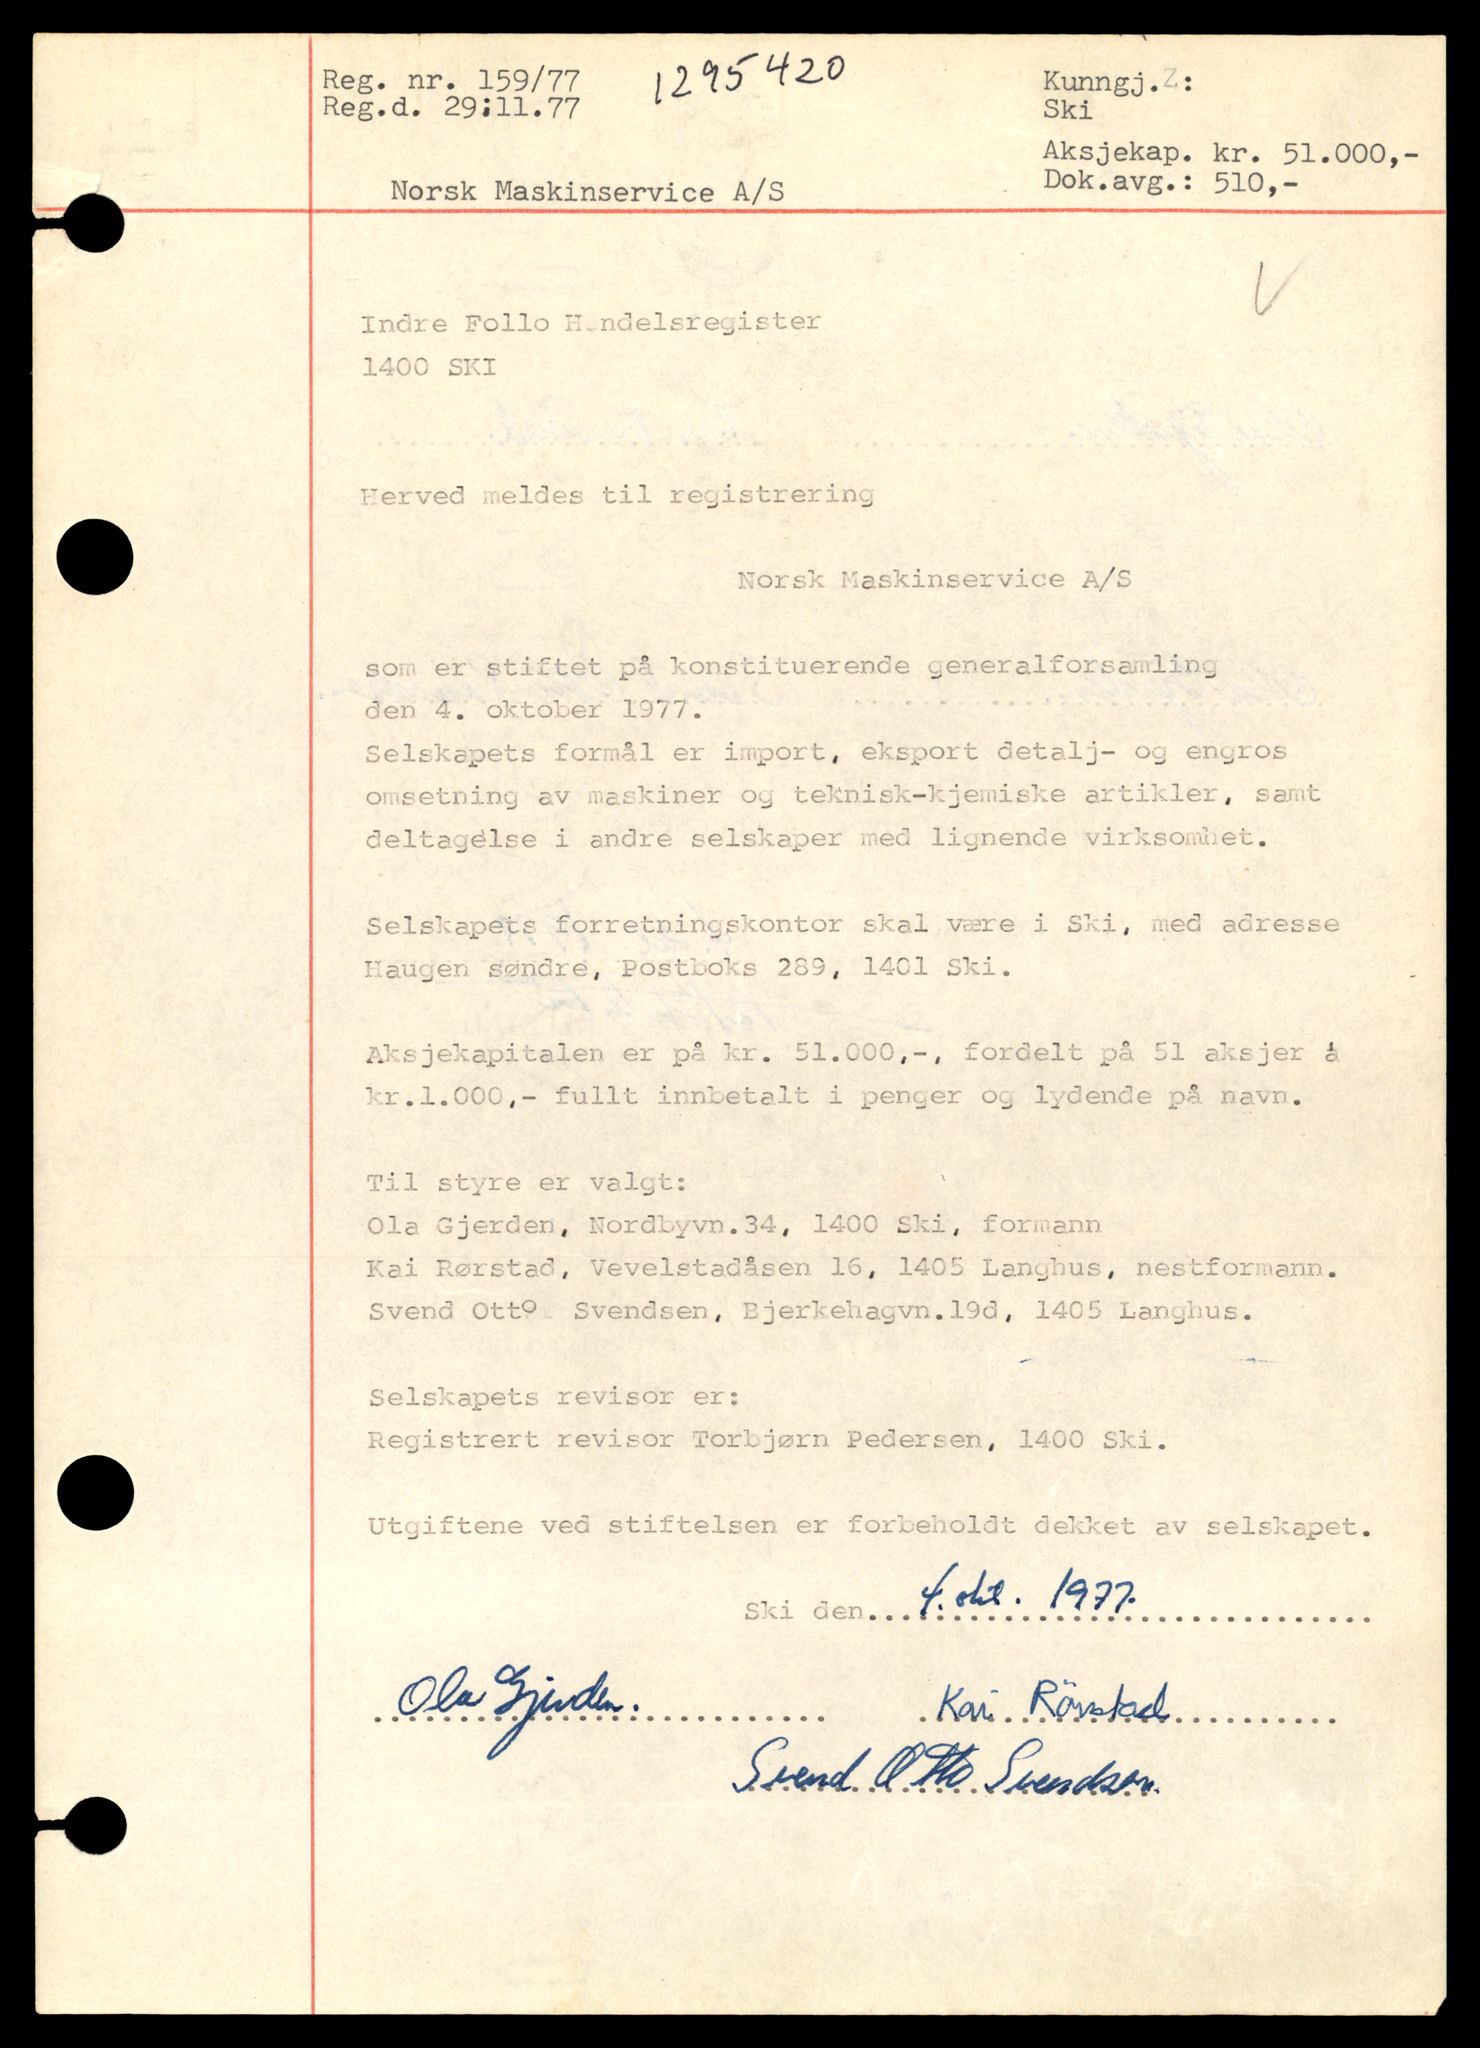 Reg. nr. 159/77
1295420
Kunngj.Z:
Reg.d. 29;11.77
Ski
Aksjekap. kr. 51.000,-
Dok.avg.: 510,-
Norsk Maskinservice A/S
Indre Follo Handelsregister
1400 SKI
Herved meldes til registrering
Norsk Maskinservice A/S
som er stiftet på konstituerende generalforsamling
den 4. oktober 1977.
Selskapets formål er import, eksport detalj- og engros
omsetning av maskiner og teknisk-kjemiske artikler, samt
deltagelse i andre selskaper med lignende virksomhet.
Selskapets forretningskontor skal være i Ski, med adresse
Haugen søndre, Postboks 289, 1401 Ski.
Aksjekapitalen er på kr. 51.000,-, fordelt på 51 aksjer á
kr.1.000,- fullt innbetalt i penger og lydende på navn.
Til styre er valgt:
Ola Gjerden, Nordbyvn.34, 1400 Ski, formann
Kai Rørstad, Vevelstadåsen 16, 1405 Langhus, nestformann.
Svend Otto Svendsen, Bjerkehagvn.19d, 1405 Langhus.
Selskapets revisor er:
Registrert revisor Torbjørn Pedersen, 1400 Ski.
Utgiftene ved stiftelsen er forbeholdt dekket av selskapet.
Ski den...4. okt. 1977.
Ola Gjerden.
Kai Rörstad
Svend Otto Svendsen.